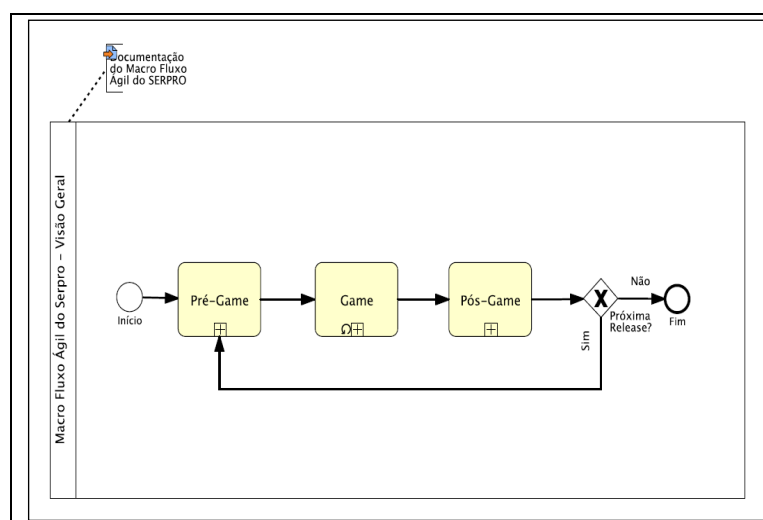 Documentação
do Macro Fluxo
Ágil do SERPRO
Macro Fluxo Ágil do Serpro – Visão Geral
Início
Pré-Game
Game
Pós-Game
Próxima
Release?
Não
Sim
Fim